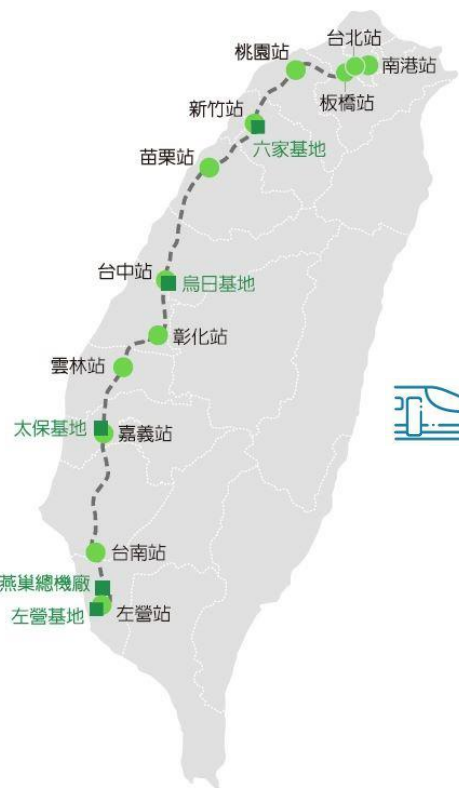 台北站
桃園站
南港站
板橋站
新竹站
六家基地
苗栗站
台中站
烏日基地
彰化站
雲林站
太保基地
嘉義站
台南站
燕巢總機廠
左營基地
左營站